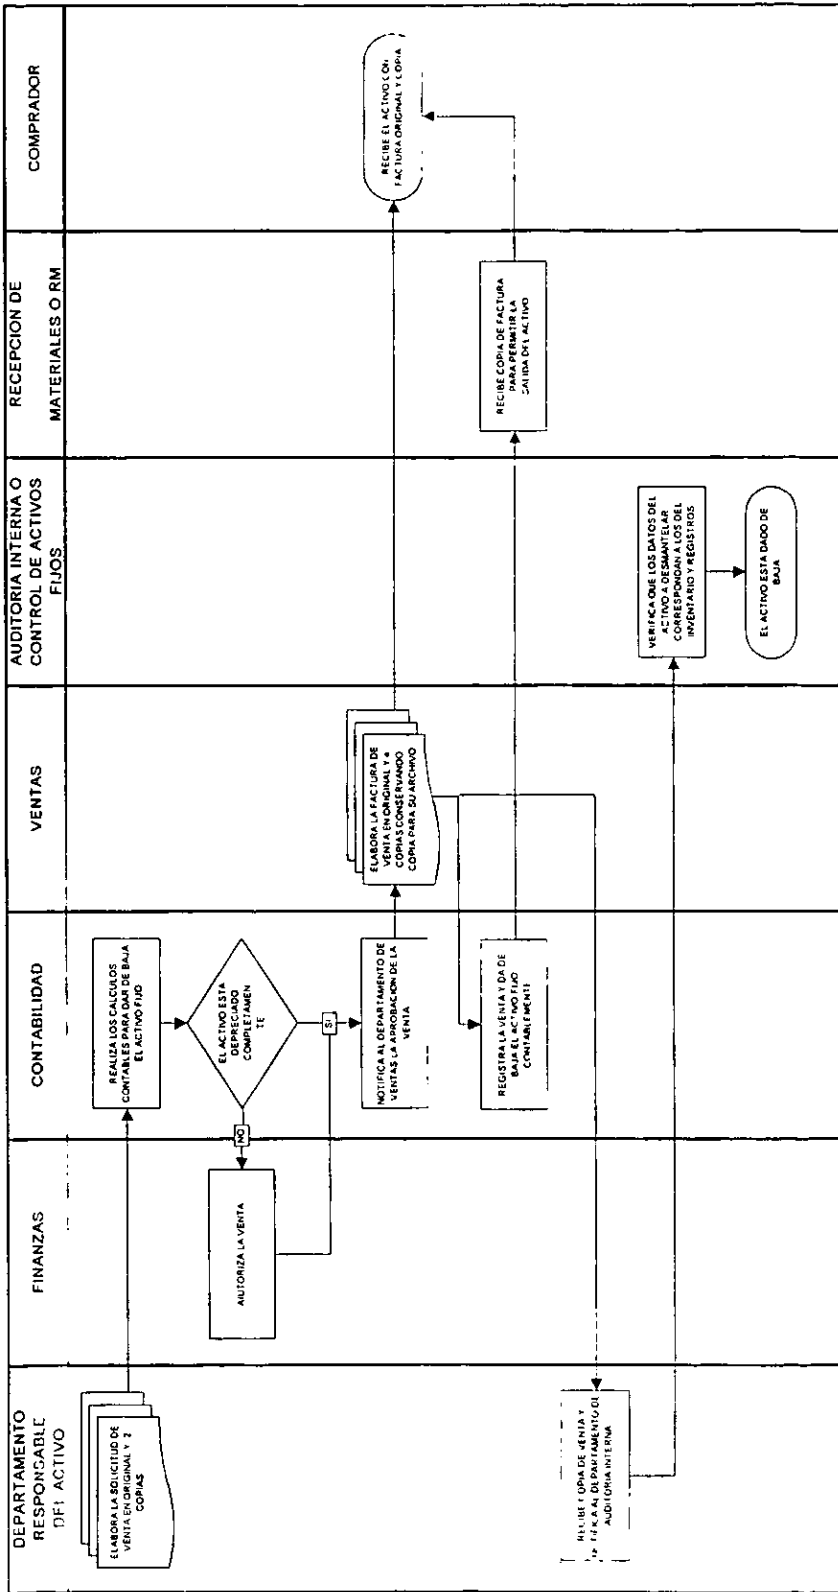 DEPARTAMENTO
RESPONSABLE
DEL ACTIVO
FINANZAS
CONTABILIDAD
VENTAS
AUDITORIA INTERNA O
CONTROL DE ACTIVOS
FIJOS
RECEPCION DE
MATERIALES O RM
COMPRADOR
ELABORA LA SOLICITUD DE
VENTA EN ORIGINAL Y 2
COPIAS
REALIZA LOS CALCULOS
CONTABLES PARA DAR DE BAJA
EL ACTIVO FIJO
EL ACTIVO ESTA
DEPRECIADO
COMPLETAMEN
TE
NO
SI
AUTORIZA LA VENTA
NOTIFICA AL DEPARTAMENTO DE
VENTAS LA APROBACION DE LA
VENTA
ELABORA LA FACTURA DE
VENTA EN ORIGINAL Y 4
COPIAS CONSERVANDO
COPIA PARA SU ARCHIVO
RECIBE EL ACTIVO CON
FACTURA ORIGINAL Y COPIA
REGISTRA LA VENTA Y DA DE
BAJA EL ACTIVO FIJO
CONTABLEMENTE
RECIBE COPIA DE FACTURA
PARA PERMITIR LA
SALIDA DEL ACTIVO
RECIBE COPIA DE VENTA Y
AL DEPARTAMENTO DE
AUDITORIA INTERNA
VERIFICA QUE LOS DATOS DEL
ACTIVO A DESMANTELAR
CORRESPONDAN A LOS DEL
INVENTARIO Y REGISTROS
EL ACTIVO ESTA DADO DE
BAJA